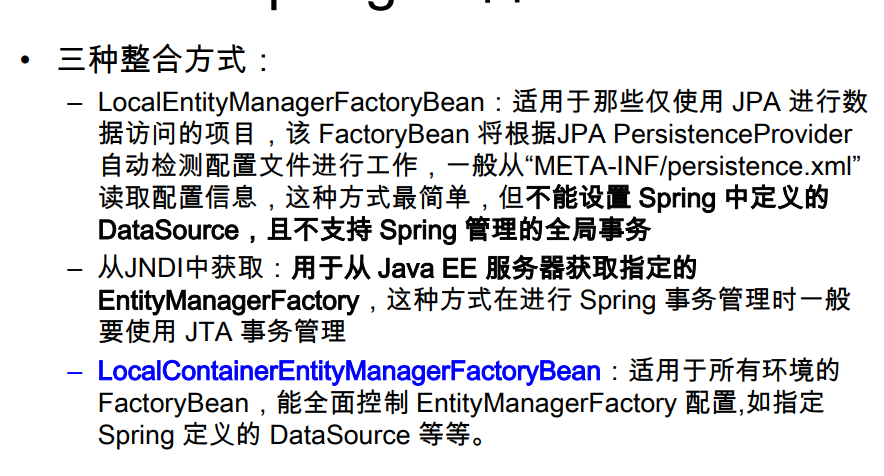 • 三种整合方式：
– LocalEntityManagerFactoryBean：适用于那些仅使用 JPA 进行数
据访问的项目，该 FactoryBean 将根据JPA PersistenceProvider
自动检测配置文件进行工作，一般从“META-INF/persistence.xml”
读取配置信息，这种方式最简单，但不能设置 Spring 中定义的
DataSource，且不支持 Spring 管理的全局事务
– 从JNDI中获取：用于从 Java EE 服务器获取指定的
EntityManagerFactory，这种方式在进行 Spring 事务管理时一般
要使用 JTA 事务管理
– LocalContainerEntityManagerFactoryBean：适用于所有环境的
FactoryBean，能全面控制 EntityManagerFactory 配置,如指定
Spring 定义的 DataSource 等等。